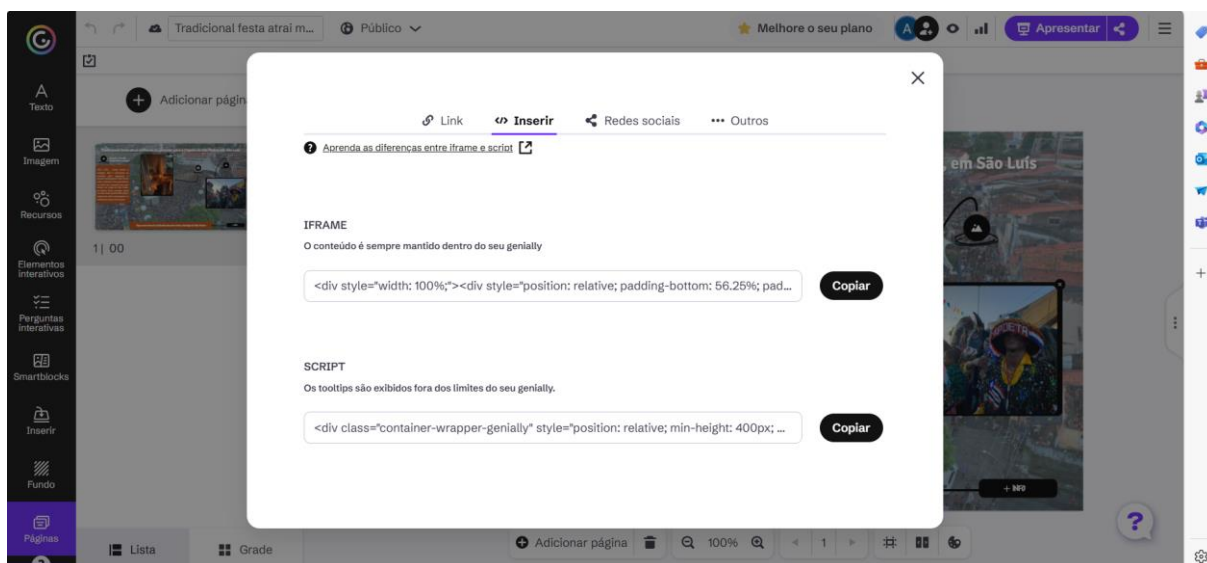 Tradicional festa atrai m...
Público
Melhore o seu plano
A
Apresentar
Texto
Imagem
Recursos
Elementos
interativos
Perguntas
interativas
Smartblocks
Inserir
Fundo
Páginas
Adicionar págin
1| 00
Link
</> Inserir
Redes sociais
Outros
Aprenda as diferenças entre iframe e script
IFRAME
O conteúdo é sempre mantido dentro do seu genially
<div style="width: 100%;"><div style="position: relative; padding-bottom: 56.25%; pad...
Copiar
SCRIPT
Os tooltips são exibidos fora dos limites do seu genially.
<div class="container-wrapper-genially" style="position: relative; min-height: 400px; ...
Copiar
, em São Luís
+ INFO
?
Lista
Grade
Adicionar página
100%
1